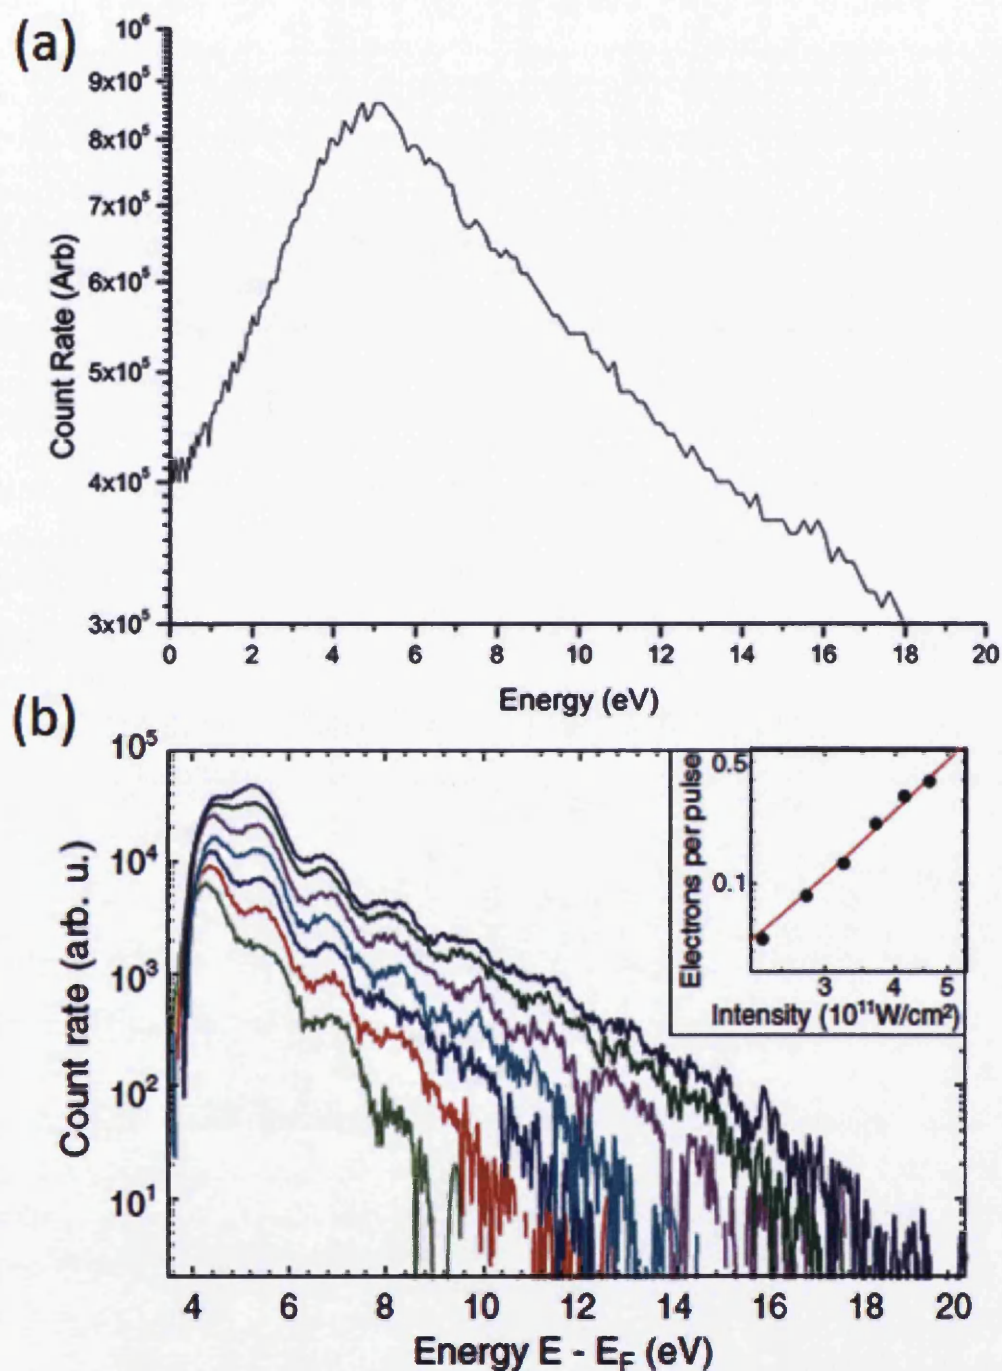 (a)
10⁶
9x10⁵
8x10⁵
7x10⁵
6x10⁵
5x10⁵
4x10⁵
3x10⁵
Count Rate (Arb)
0 2 4 6 8 10 12 14 16 18 20
Energy (eV)
(b)
10⁵
10⁴
10³
10²
10¹
Count rate (arb. u.)
0.5
0.1
Electrons per pulse
3 4 5
Intensity (10¹¹W/cm²)
4 6 8 10 12 14 16 18 20
Energy E - E_F (eV)